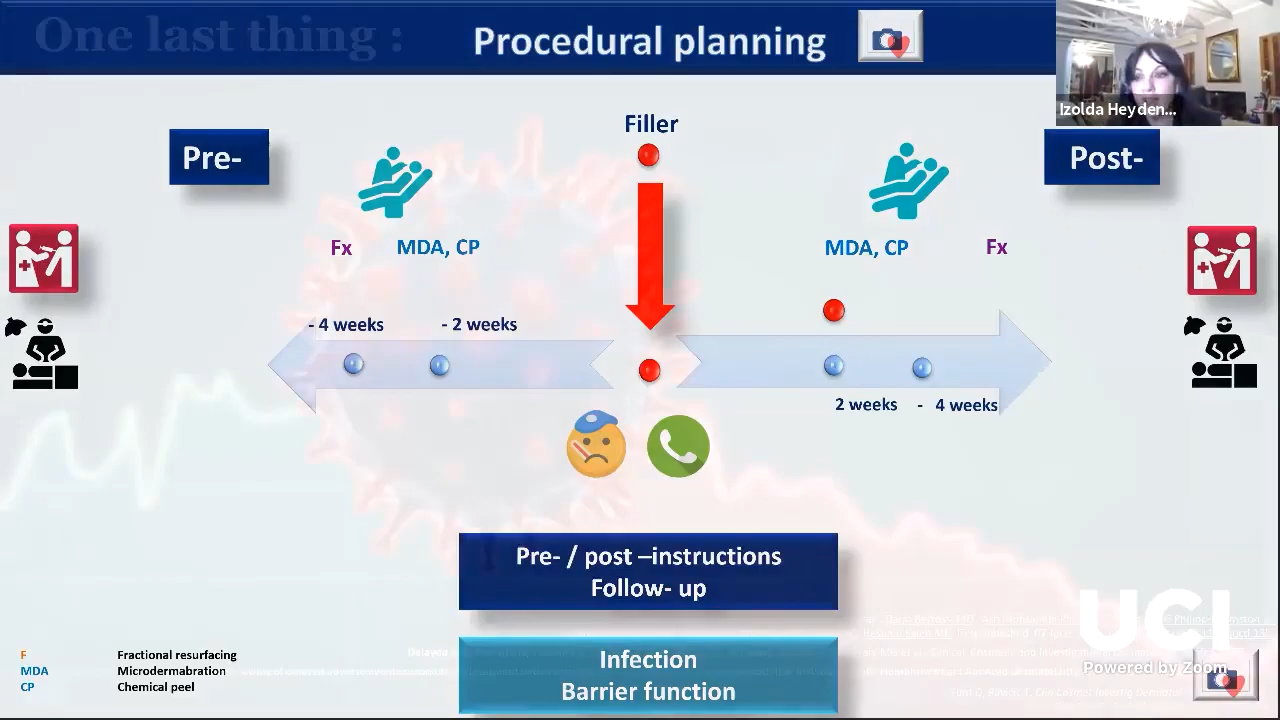 One last thing :
Procedural planning
Izolda Heyden...
Filler
Pre-
Post-
Fx
MDA, CP
MDA, CP
Fx
- 4 weeks
- 2 weeks
2 weeks - 4 weeks
Pre- / post –instructions
Follow- up
UCI
Powered by Zoom
F Fractional resurfacing
MDA Microdermabration
CP Chemical peel
Infection
Barrier function
Delayed